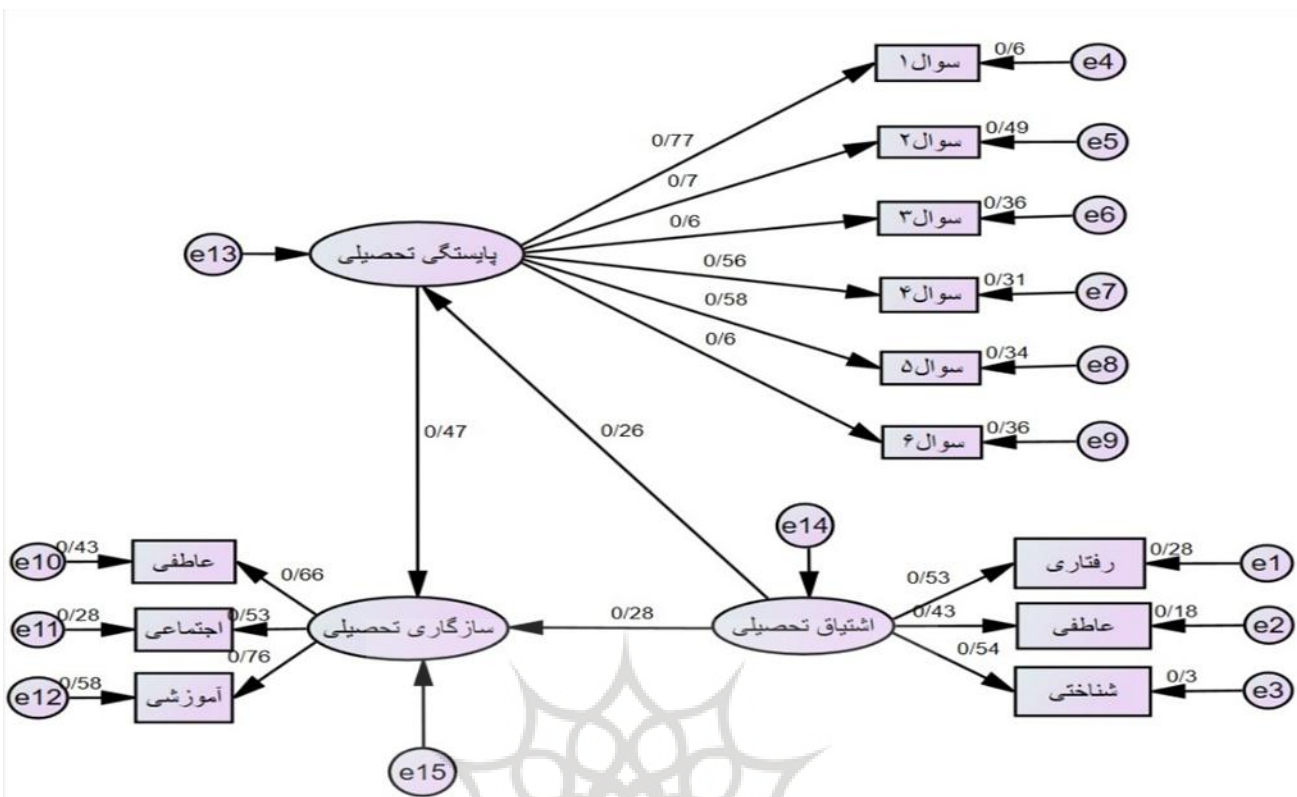 سوال۱
0/6
e4
0/77
سوال۲
0/49
e5
0/7
سوال۳
0/36
e6
0/6
e13
پایستگی تحصیلی
0/56
سوال۴
0/31
e7
0/58
سوال۵
0/34
e8
0/6
سوال۶
0/36
e9
0/47
0/26
e14
e10
0/43
عاطفی
0/66
e11
0/28
اجتماعی
0/53
e12
0/58
آموزشی
0/76
سازگاری تحصیلی
0/28
اشتیاق تحصیلی
0/53
رفتاری
0/28
e1
0/43
عاطفی
0/18
e2
0/54
شناختی
0/3
e3
e15